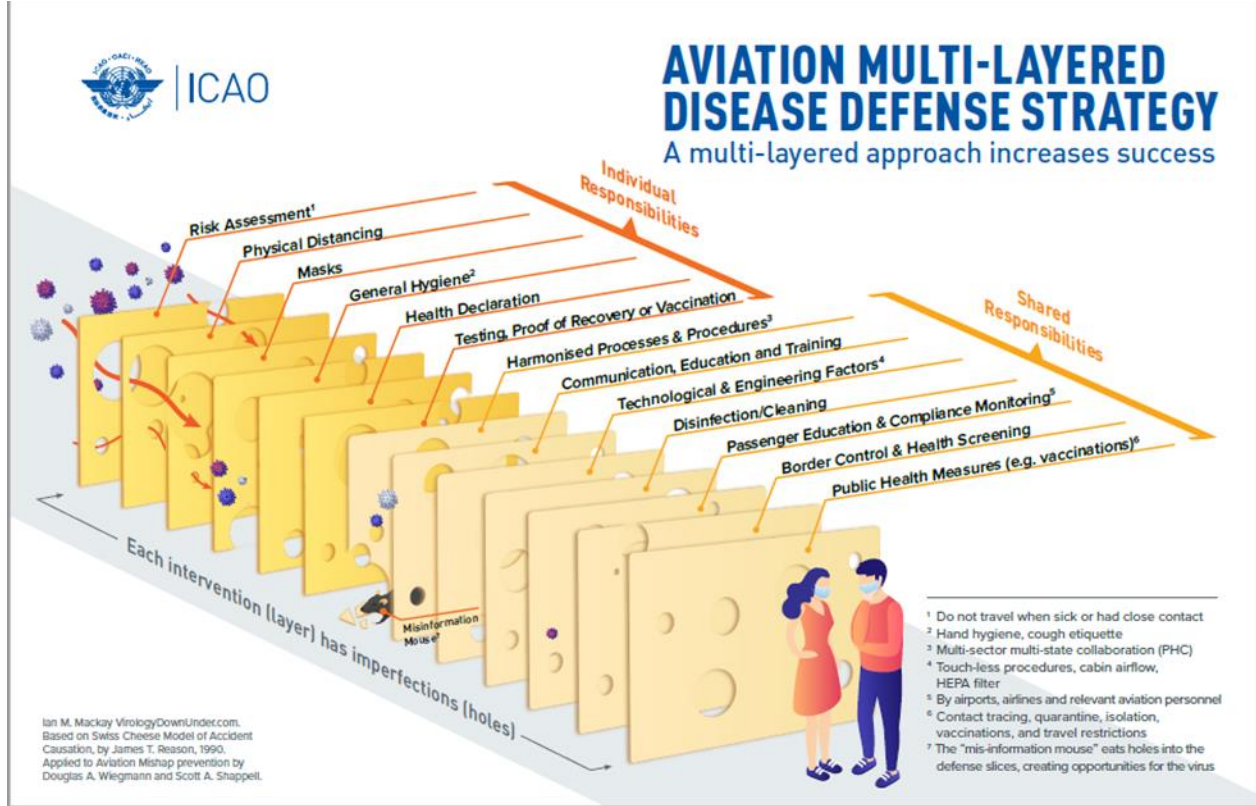 ICAO · OACI · ИКАО
ICAO
AVIATION MULTI-LAYERED
DISEASE DEFENSE STRATEGY
A multi-layered approach increases success
Individual
Responsibilities
Risk Assessment¹
Physical Distancing
Masks
General Hygiene²
Health Declaration
Testing, Proof of Recovery or Vaccination
Shared
Responsibilities
Harmonised Processes & Procedures³
Communication, Education and Training
Technological & Engineering Factors⁴
Disinfection/Cleaning
Passenger Education & Compliance Monitoring⁵
Border Control & Health Screening
Public Health Measures (e.g. vaccinations)⁶
Misinformation
Mouse⁷
Each intervention (layer) has imperfections (holes)
Ian M. Mackay VirologyDownUnder.com.
Based on Swiss Cheese Model of Accident
Causation, by James T. Reason, 1990.
Applied to Aviation Mishap prevention by
Douglas A. Wiegmann and Scott A. Shappell.
¹ Do not travel when sick or had close contact
² Hand hygiene, cough etiquette
³ Multi-sector multi-state collaboration (PHC)
⁴ Touch-less procedures, cabin airflow,
HEPA filter
⁵ By airports, airlines and relevant aviation personnel
⁶ Contact tracing, quarantine, isolation,
vaccinations, and travel restrictions
⁷ The "mis-information mouse" eats holes into the
defense slices, creating opportunities for the virus